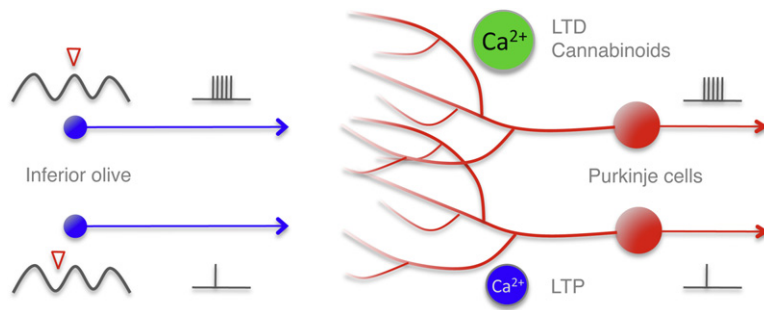 Ca²⁺
LTD
Cannabinoids
Inferior olive
Purkinje cells
Ca²⁺
LTP